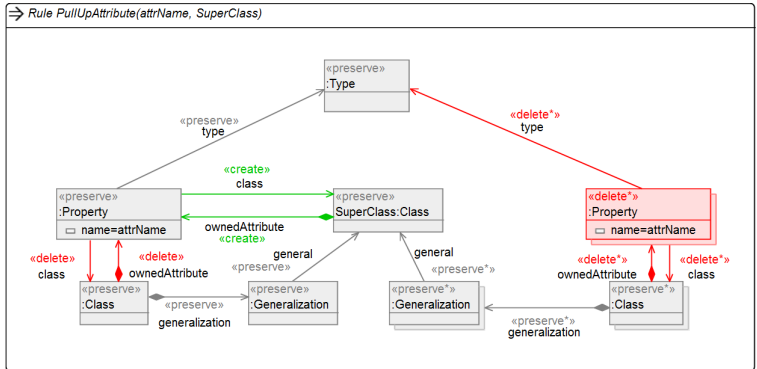 Rule PullUpAttribute(attrName, SuperClass)
«preserve»
:Type
«preserve»
type
«delete*»
type
«create»
class
«preserve»
:Property
name=attrName
«preserve»
SuperClass:Class
«delete*»
:Property
name=attrName
ownedAttribute
«create»
«delete»
class
«delete»
ownedAttribute
general
«preserve»
general
«preserve*»
«delete*»
ownedAttribute
«delete*»
class
«preserve»
:Class
«preserve»
generalization
«preserve»
:Generalization
«preserve*»
:Generalization
«preserve*»
generalization
«preserve*»
:Class